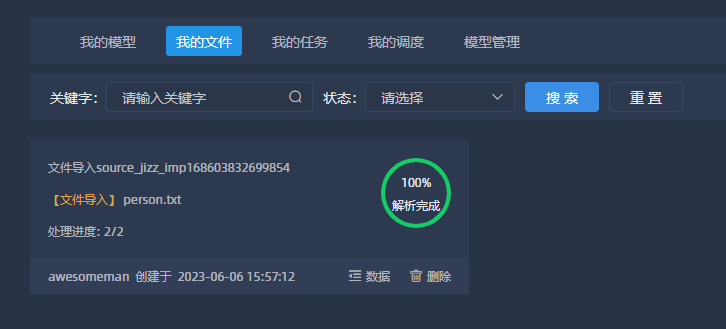 我的模型 我的文件 我的任务 我的调度 模型管理
关键字: 请输入关键字 状态: 请选择 搜索 重置
文件导入source_jizz_imp168603832699854
【文件导入】 person.txt
处理进度: 2/2
100%
解析完成
awesomeman 创建于 2023-06-06 15:57:12 数据 删除